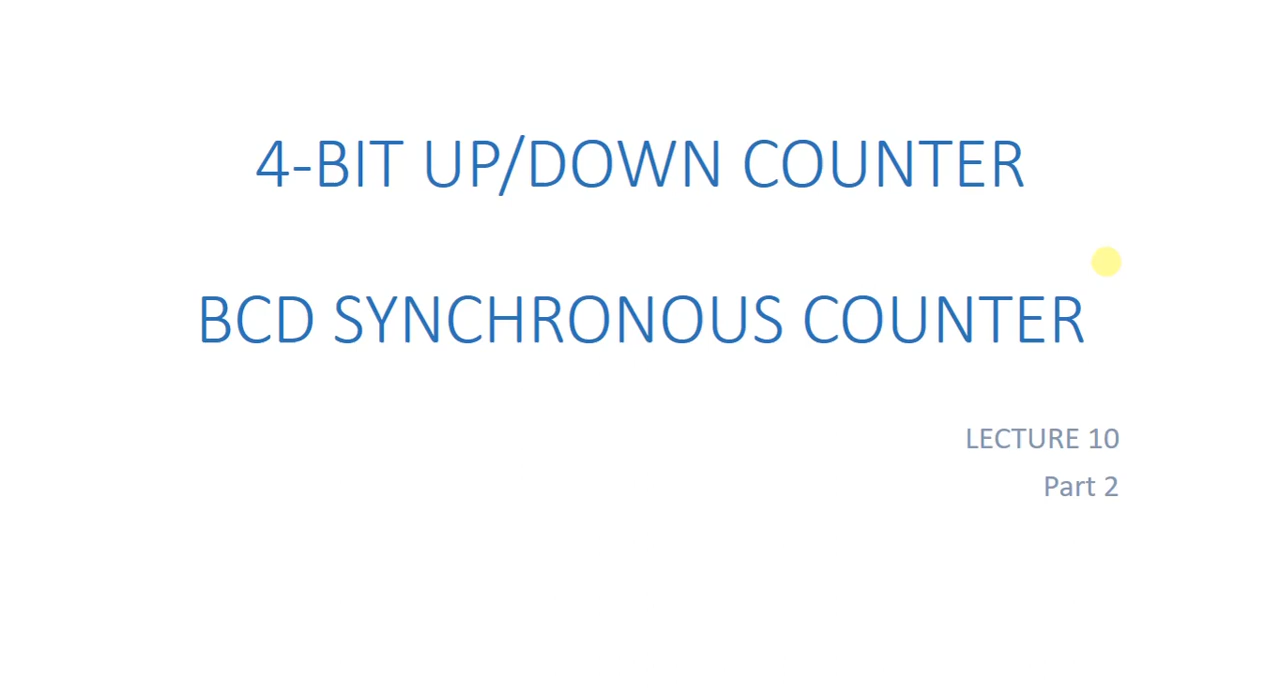 4-BIT UP/DOWN COUNTER
BCD SYNCHRONOUS COUNTER
LECTURE 10
Part 2